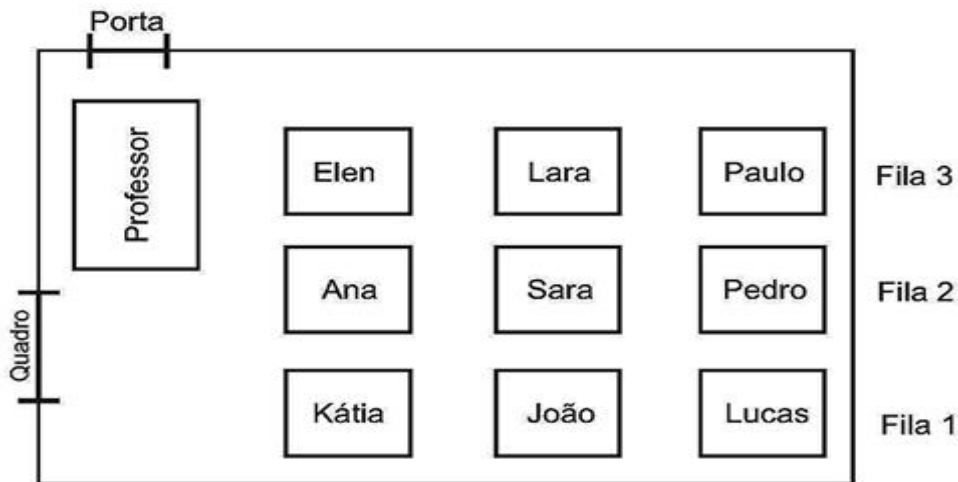 Porta
Professor
Elen
Lara
Paulo
Fila 3
Ana
Sara
Pedro
Fila 2
Quadro
Kátia
João
Lucas
Fila 1